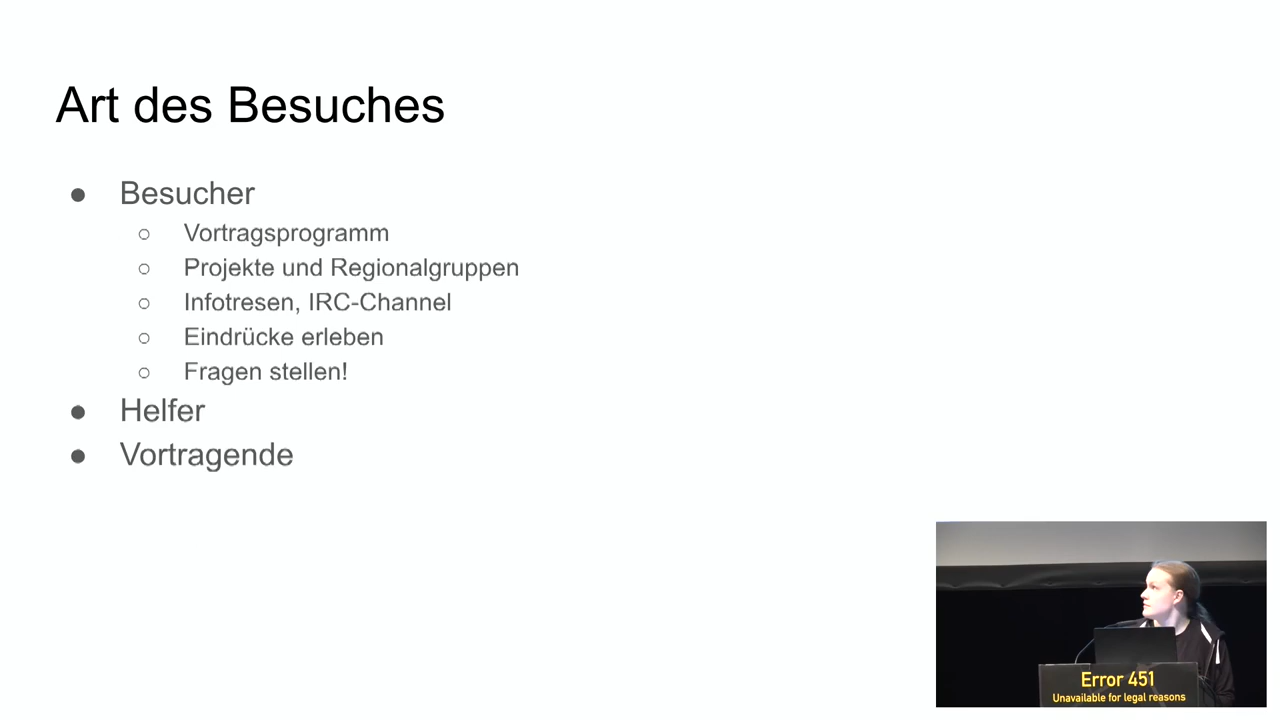 Art des Besuches
● Besucher
○ Vortragsprogramm
○ Projekte und Regionalgruppen
○ Infotresen, IRC-Channel
○ Eindrücke erleben
○ Fragen stellen!
● Helfer
● Vortragende
Error 451
Unavailable for legal reasons